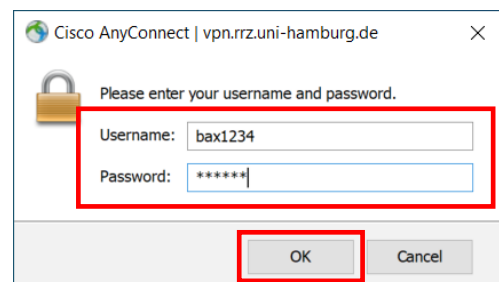 Cisco AnyConnect | vpn.rrz.uni-hamburg.de
Please enter your username and password.
Username: bax1234
Password: ******
OK Cancel